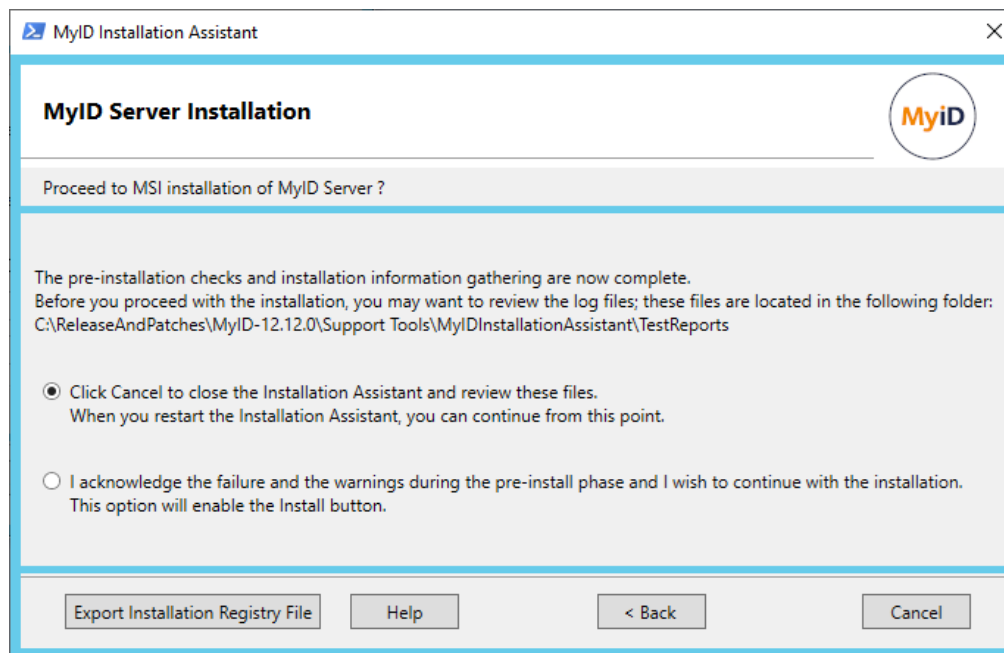 MyID Installation Assistant
MyID Server Installation
MyiD
Proceed to MSI installation of MyID Server ?
The pre-installation checks and installation information gathering are now complete.
Before you proceed with the installation, you may want to review the log files; these files are located in the following folder:
C:\ReleaseAndPatches\MyID-12.12.0\Support Tools\MyIDInstallationAssistant\TestReports
Click Cancel to close the Installation Assistant and review these files.
When you restart the Installation Assistant, you can continue from this point.
I acknowledge the failure and the warnings during the pre-install phase and I wish to continue with the installation.
This option will enable the Install button.
Export Installation Registry File
Help
< Back
Cancel